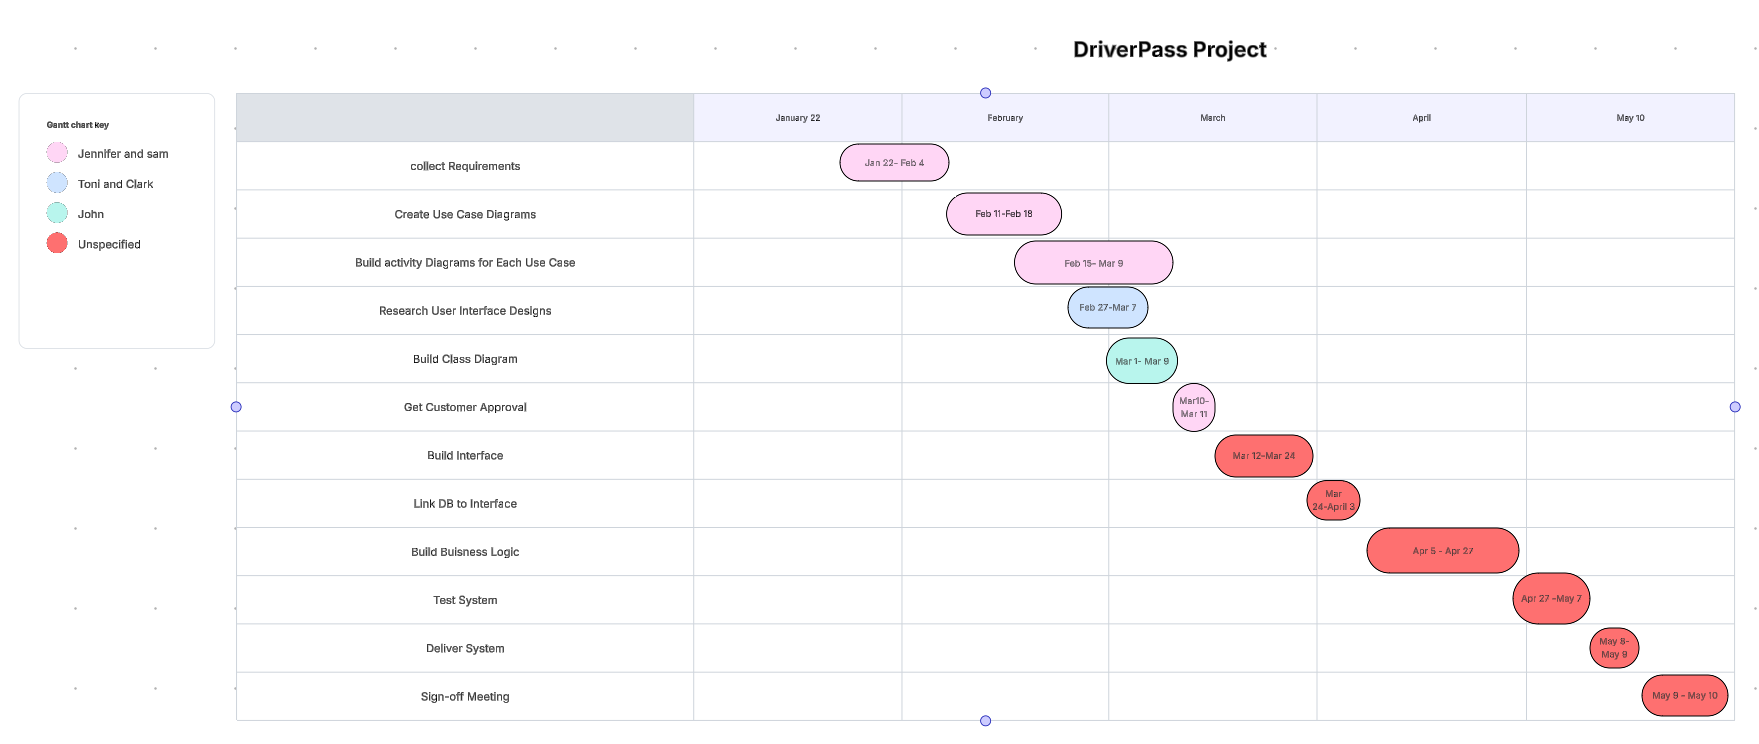 DriverPass Project
Gantt chart key
Jennifer and sam
Toni and Clark
John
Unspecified
January 22
February
March
April
May 10
collect Requirements
Jan 22- Feb 4
Create Use Case Diagrams
Feb 11-Feb 18
Build activity Diagrams for Each Use Case
Feb 15- Mar 9
Research User Interface Designs
Feb 27-Mar 7
Build Class Diagram
Mar 1- Mar 9
Get Customer Approval
Mar10-
Mar 11
Build Interface
Mar 12-Mar 24
Link DB to Interface
Mar
24-April 3
Build Buisness Logic
Apr 5 - Apr 27
Test System
Apr 27 -May 7
Deliver System
May 8-
May 9
Sign-off Meeting
May 9 - May 10